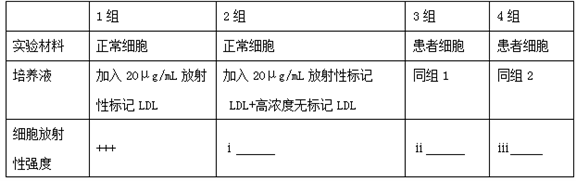 1组 2组 3组 4组
实验材料 正常细胞 正常细胞 患者细胞 患者细胞
培养液 加入 20μg/mL 放射性标记 LDL 加入 20μg/mL 放射性标记 LDL+高浓度无标记 LDL 同组 1 同组 2
细胞放射性强度 +++ ⅰ ______ ⅱ ______ ⅲ_____